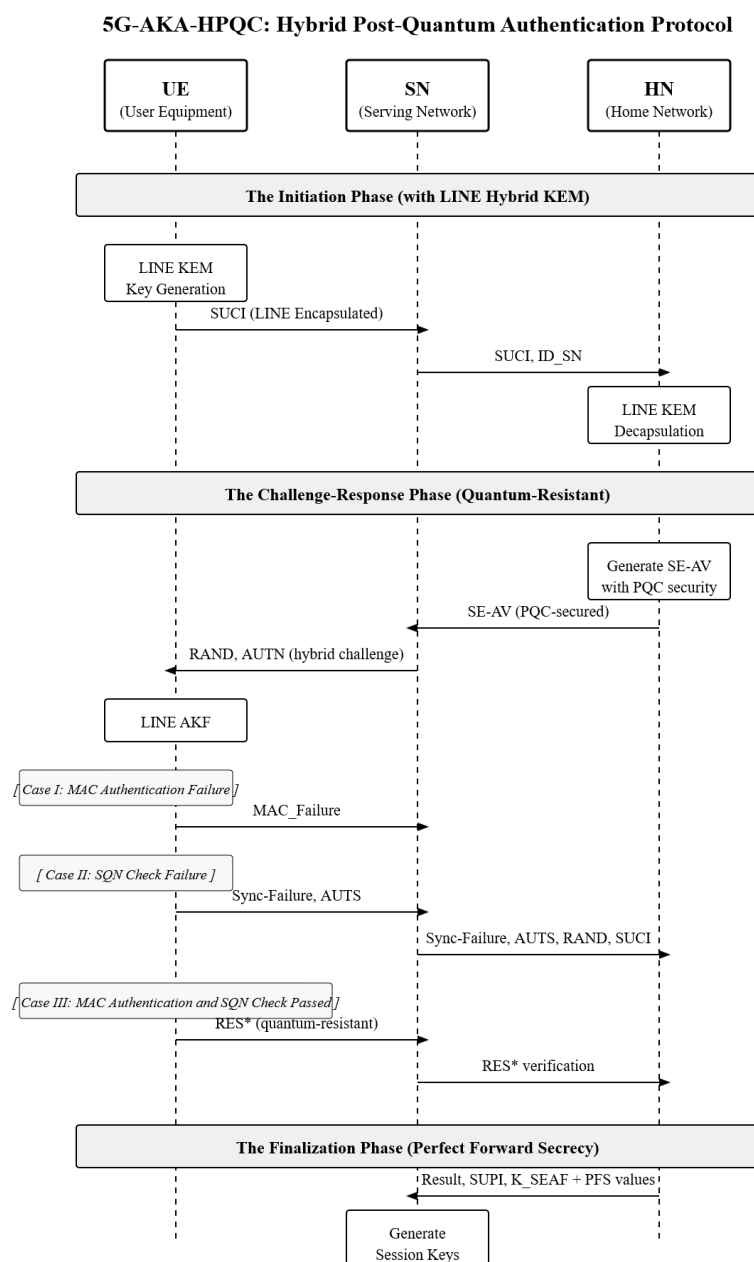 5G-AKA-HPQC: Hybrid Post-Quantum Authentication Protocol
UE
(User Equipment)
SN
(Serving Network)
HN
(Home Network)
The Initiation Phase (with LINE Hybrid KEM)
LINE KEM
Key Generation
SUCI (LINE Encapsulated)
SUCI, ID_SN
LINE KEM
Decapsulation
The Challenge-Response Phase (Quantum-Resistant)
Generate SE-AV
with PQC security
SE-AV (PQC-secured)
RAND, AUTN (hybrid challenge)
LINE AKF
[ Case I: MAC Authentication Failure ]
MAC_Failure
[ Case II: SQN Check Failure ]
Sync-Failure, AUTS
Sync-Failure, AUTS, RAND, SUCI
[ Case III: MAC Authentication and SQN Check Passed ]
RES* (quantum-resistant)
RES* verification
The Finalization Phase (Perfect Forward Secrecy)
Result, SUPI, K_SEAF + PFS values
Generate
Session Keys